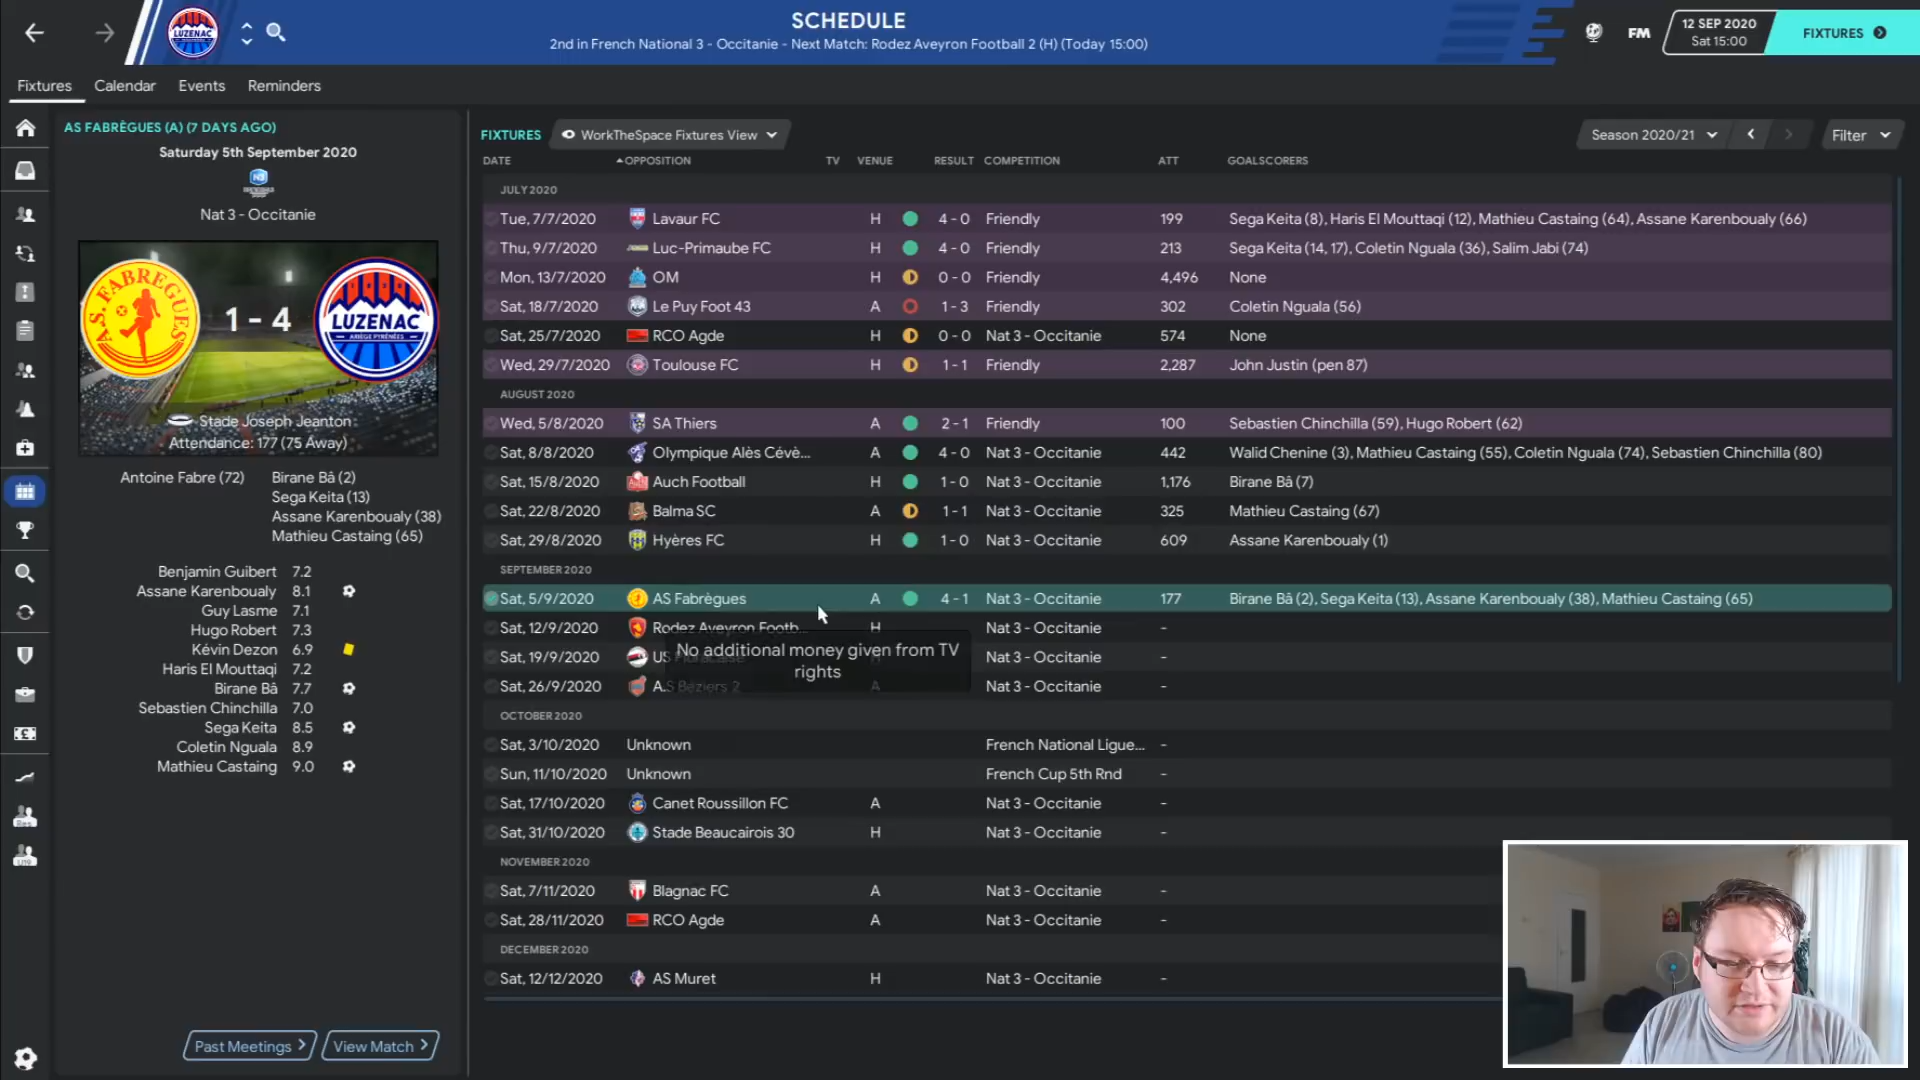 LUZENAC
SCHEDULE
2nd in French National 3 - Occitanie - Next Match: Rodez Aveyron Football 2 (H) (Today 15:00)
FM
12 SEP 2020
Sat 15:00
FIXTURES
Fixtures Calendar Events Reminders
AS FABRÈGUES (A) (7 DAYS AGO)
Saturday 5th September 2020
N3
Nat 3 - Occitanie
A.S. FABREGUES
1 - 4
LUZENAC
ARIÈGE PYRÉNÉES
Stade Joseph Jeanton
Attendance: 177 (75 Away)
Antoine Fabre (72) Birane Bâ (2)
Sega Keita (13)
Assane Karenboualy (38)
Mathieu Castaing (65)
Benjamin Guibert 7.2
Assane Karenboualy 8.1
Guy Lasme 7.1
Hugo Robert 7.3
Kévin Dezon 6.9
Haris El Mouttaqi 7.2
Birane Bâ 7.7
Sebastien Chinchilla 7.0
Sega Keita 8.5
Coletin Nguala 8.9
Mathieu Castaing 9.0
Past Meetings View Match
FIXTURES WorkTheSpace Fixtures View Season 2020/21 Filter
DATE OPPOSITION TV VENUE RESULT COMPETITION ATT GOALSCORERS
JULY 2020
Tue, 7/7/2020 Lavaur FC H 4 - 0 Friendly 199 Sega Keita (8), Haris El Mouttaqi (12), Mathieu Castaing (64), Assane Karenboualy (66)
Thu, 9/7/2020 Luc-Primaube FC H 4 - 0 Friendly 213 Sega Keita (14, 17), Coletin Nguala (36), Salim Jabi (74)
Mon, 13/7/2020 OM H 0 - 0 Friendly 4,496 None
Sat, 18/7/2020 Le Puy Foot 43 A 1 - 3 Friendly 302 Coletin Nguala (56)
Sat, 25/7/2020 RCO Agde H 0 - 0 Nat 3 - Occitanie 574 None
Wed, 29/7/2020 Toulouse FC H 1 - 1 Friendly 2,287 John Justin (pen 87)
AUGUST 2020
Wed, 5/8/2020 SA Thiers A 2 - 1 Friendly 100 Sebastien Chinchilla (59), Hugo Robert (62)
Sat, 8/8/2020 Olympique Alès Cévè... A 4 - 0 Nat 3 - Occitanie 442 Walid Chenine (3), Mathieu Castaing (55), Coletin Nguala (74), Sebastien Chinchilla (80)
Sat, 15/8/2020 Auch Football H 1 - 0 Nat 3 - Occitanie 1,176 Birane Bâ (7)
Sat, 22/8/2020 Balma SC A 1 - 1 Nat 3 - Occitanie 325 Mathieu Castaing (67)
Sat, 29/8/2020 Hyères FC H 1 - 0 Nat 3 - Occitanie 609 Assane Karenboualy (1)
SEPTEMBER 2020
Sat, 5/9/2020 AS Fabrègues A 4 - 1 Nat 3 - Occitanie 177 Birane Bâ (2), Sega Keita (13), Assane Karenboualy (38), Mathieu Castaing (65)
Sat, 12/9/2020 Rodez Aveyron Footb... H Nat 3 - Occitanie -
Sat, 19/9/2020 US H Nat 3 - Occitanie -
No additional money given from TV
rights
Sat, 26/9/2020 A.S Béziers 2 A Nat 3 - Occitanie -
OCTOBER 2020
Sat, 3/10/2020 Unknown French National Ligue... -
Sun, 11/10/2020 Unknown French Cup 5th Rnd -
Sat, 17/10/2020 Canet Roussillon FC A Nat 3 - Occitanie -
Sat, 31/10/2020 Stade Beaucairois 30 H Nat 3 - Occitanie -
NOVEMBER 2020
Sat, 7/11/2020 Blagnac FC A Nat 3 - Occitanie -
Sat, 28/11/2020 RCO Agde A Nat 3 - Occitanie -
DECEMBER 2020
Sat, 12/12/2020 AS Muret H Nat 3 - Occitanie -